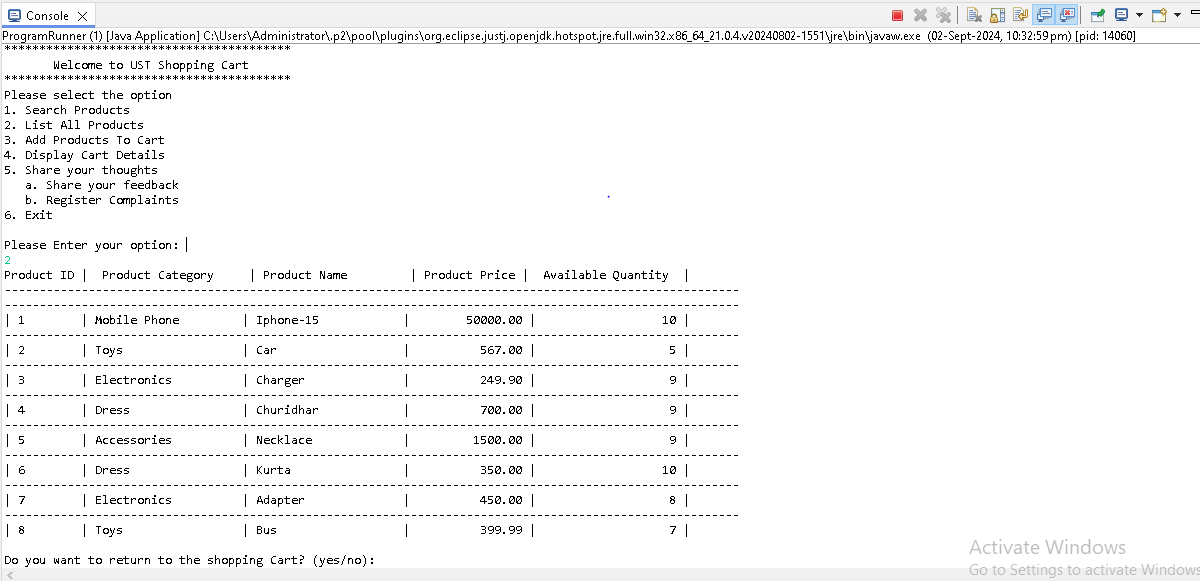 Console
ProgramRunner (1) [Java Application] C:\Users\Administrator\.p2\pool\plugins\org.eclipse.justj.openjdk.hotspot.jre.full.win32.x86_64_21.0.4.v20240802-1551\jre\bin\javaw.exe (02-Sept-2024, 10:32:59 pm) [pid: 14060]
*****************************************
Welcome to UST Shopping Cart
*****************************************
Please select the option
1. Search Products
2. List All Products
3. Add Products To Cart
4. Display Cart Details
5. Share your thoughts
a. Share your feedback
b. Register Complaints
6. Exit
Please Enter your option:
2
Product ID | Product Category | Product Name | Product Price | Available Quantity |
---------------------------------------------------------------------------------------------------------
---------------------------------------------------------------------------------------------------------
| 1 | Mobile Phone | Iphone-15 | 50000.00 | 10 |
---------------------------------------------------------------------------------------------------------
| 2 | Toys | Car | 567.00 | 5 |
---------------------------------------------------------------------------------------------------------
| 3 | Electronics | Charger | 249.90 | 9 |
---------------------------------------------------------------------------------------------------------
| 4 | Dress | Churidhar | 700.00 | 9 |
---------------------------------------------------------------------------------------------------------
| 5 | Accessories | Necklace | 1500.00 | 9 |
---------------------------------------------------------------------------------------------------------
| 6 | Dress | Kurta | 350.00 | 10 |
---------------------------------------------------------------------------------------------------------
| 7 | Electronics | Adapter | 450.00 | 8 |
---------------------------------------------------------------------------------------------------------
| 8 | Toys | Bus | 399.99 | 7 |
Do you want to return to the shopping Cart? (yes/no):
Activate Windows
Go to Settings to activate Windows